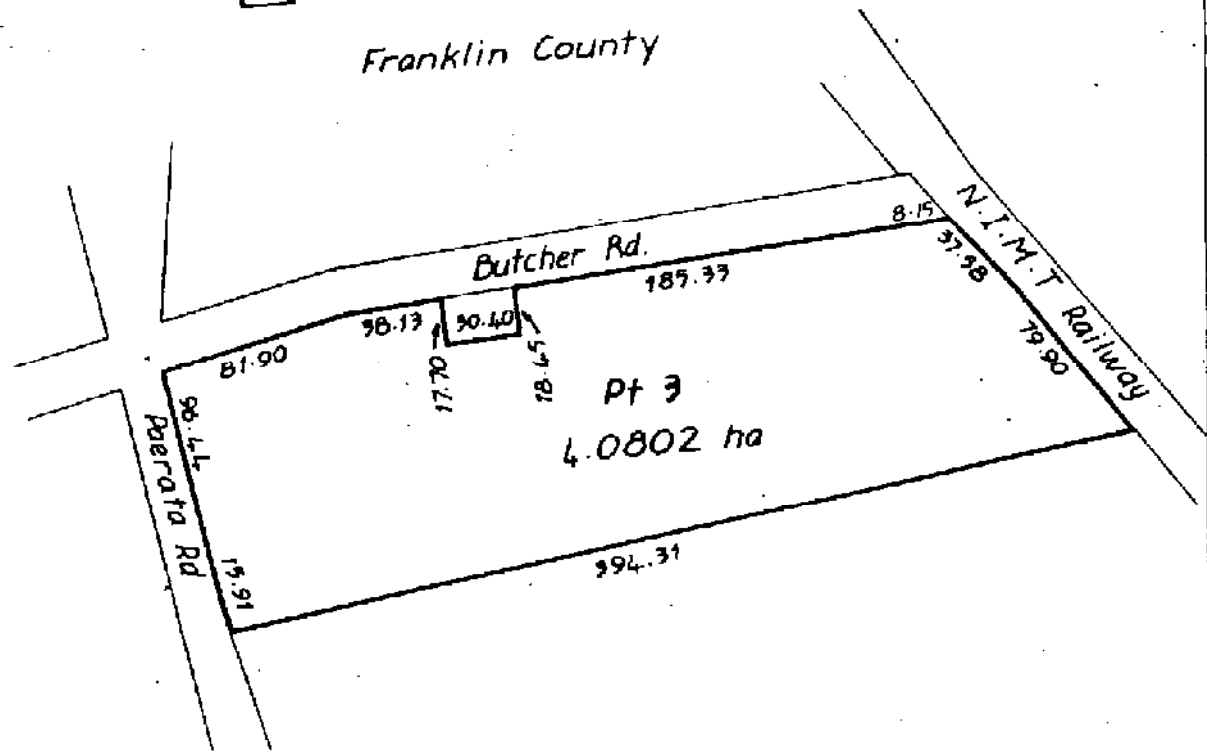 Franklin County
N.I.M.T Railway
Butcher Rd.
8.15
185.33
37.58
79.90
38.13
30.40
81.90
17.70
18.45
Pt 3
4.0802 ha
96.44
Paerata Rd
15.91
394.31